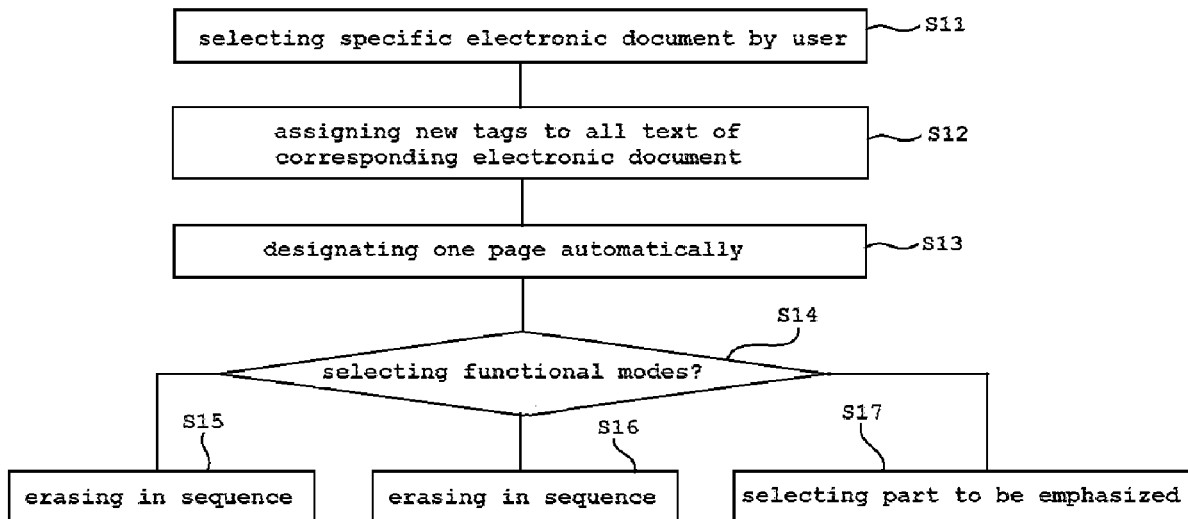 selecting specific electronic document by user
S11
assigning new tags to all text of
corresponding electronic document
S12
designating one page automatically
S13
S14
selecting functional modes?
S15
S16
S17
erasing in sequence
erasing in sequence
selecting part to be emphasized